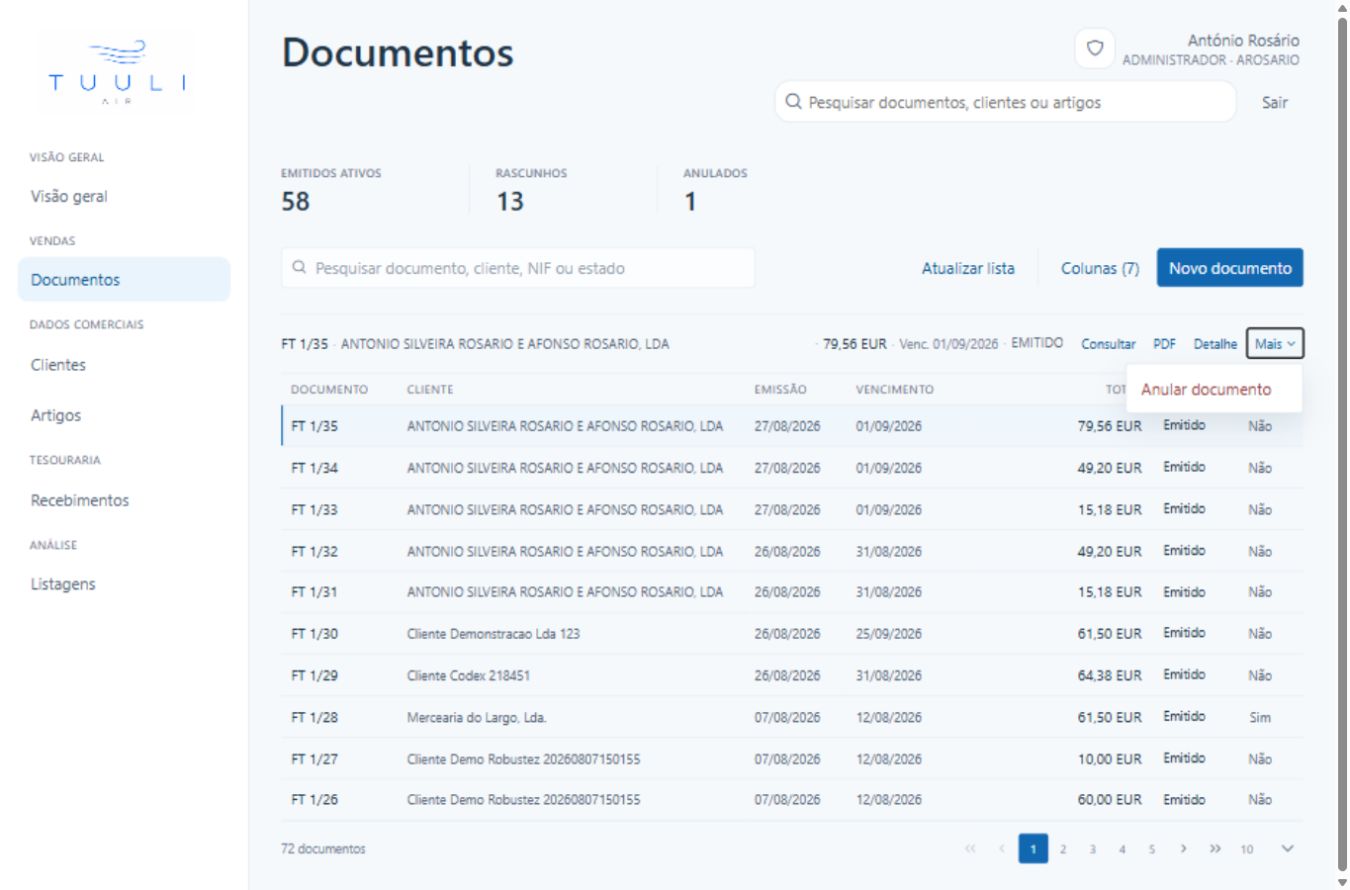 TUULI
AIR
VISÃO GERAL
Visão geral
VENDAS
Documentos
DADOS COMERCIAIS
Clientes
Artigos
TESOURARIA
Recebimentos
ANÁLISE
Listagens
Documentos
António Rosário
ADMINISTRADOR · AROSARIO
Pesquisar documentos, clientes ou artigos
Sair
EMITIDOS ATIVOS RASCUNHOS ANULADOS
58 13 1
Pesquisar documento, cliente, NIF ou estado Atualizar lista Colunas (7) Novo documento
FT 1/35 · ANTONIO SILVEIRA ROSARIO E AFONSO ROSARIO, LDA · 79,56 EUR · Venc. 01/09/2026 · EMITIDO Consultar PDF Detalhe Mais
Anular documento
DOCUMENTO CLIENTE EMISSÃO VENCIMENTO TOT
FT 1/35 ANTONIO SILVEIRA ROSARIO E AFONSO ROSARIO, LDA 27/08/2026 01/09/2026 79,56 EUR Emitido Não
FT 1/34 ANTONIO SILVEIRA ROSARIO E AFONSO ROSARIO, LDA 27/08/2026 01/09/2026 49,20 EUR Emitido Não
FT 1/33 ANTONIO SILVEIRA ROSARIO E AFONSO ROSARIO, LDA 27/08/2026 01/09/2026 15,18 EUR Emitido Não
FT 1/32 ANTONIO SILVEIRA ROSARIO E AFONSO ROSARIO, LDA 26/08/2026 31/08/2026 49,20 EUR Emitido Não
FT 1/31 ANTONIO SILVEIRA ROSARIO E AFONSO ROSARIO, LDA 26/08/2026 31/08/2026 15,18 EUR Emitido Não
FT 1/30 Cliente Demonstracao Lda 123 26/08/2026 25/09/2026 61,50 EUR Emitido Não
FT 1/29 Cliente Codex 218451 26/08/2026 31/08/2026 64,38 EUR Emitido Não
FT 1/28 Mercearia do Largo, Lda. 07/08/2026 12/08/2026 61,50 EUR Emitido Sim
FT 1/27 Cliente Demo Robustez 20260807150155 07/08/2026 12/08/2026 10,00 EUR Emitido Não
FT 1/26 Cliente Demo Robustez 20260807150155 07/08/2026 12/08/2026 60,00 EUR Emitido Não
72 documentos « ‹ 1 2 3 4 5 › » 10